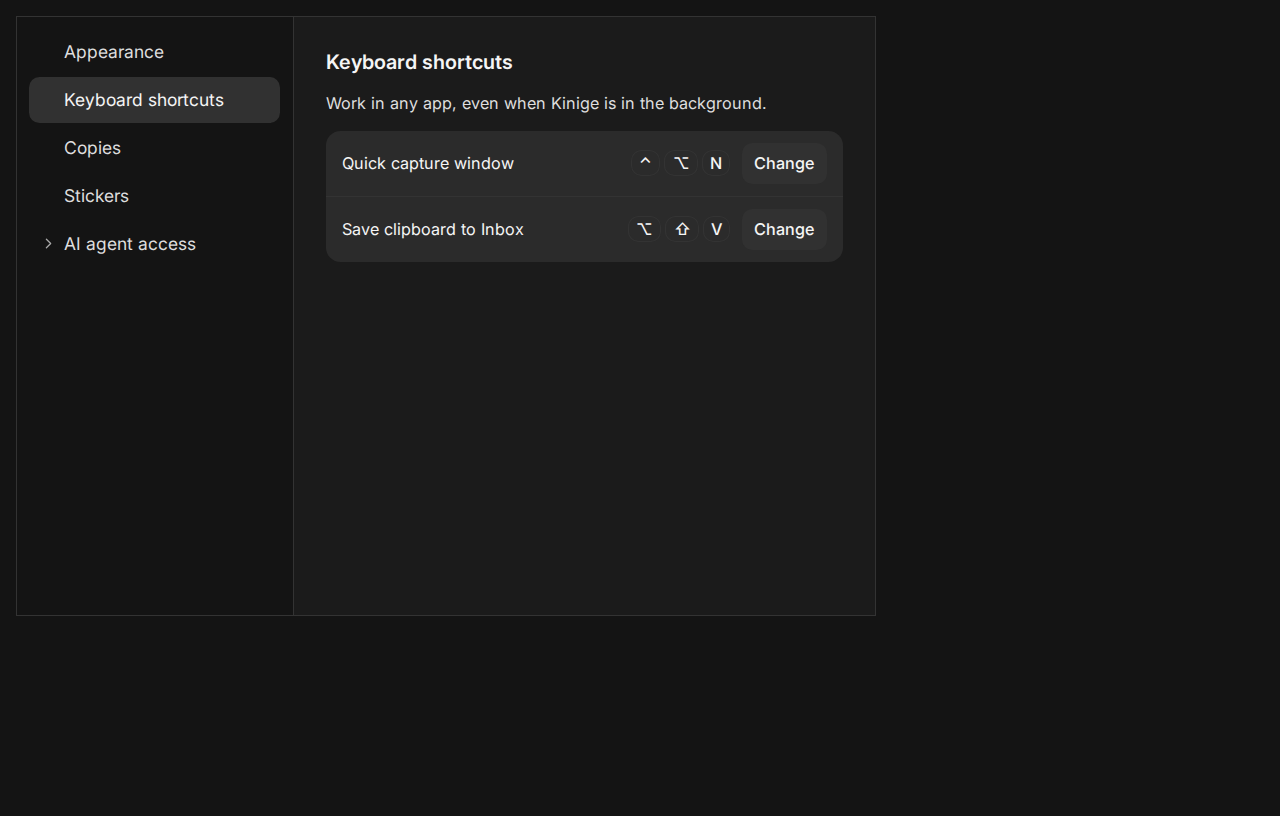 Appearance
Keyboard shortcuts
Copies
Stickers
AI agent access
Keyboard shortcuts
Work in any app, even when Kinige is in the background.
Quick capture window ⌃ ⌥ N Change
Save clipboard to Inbox ⌥ ⇧ V Change